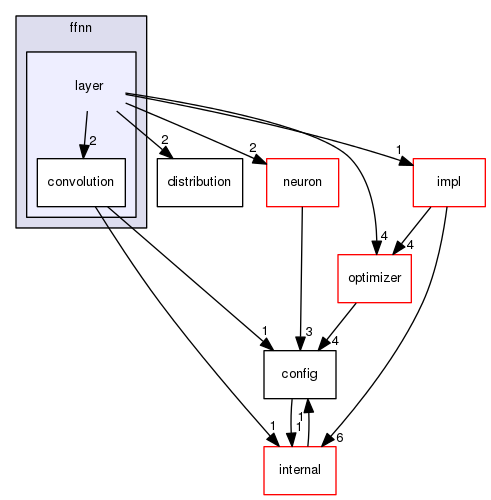 ffnn
layer
2
2
2
1
convolution
distribution
neuron
impl
4
4
optimizer
1
3
4
config
1
1
1
6
internal